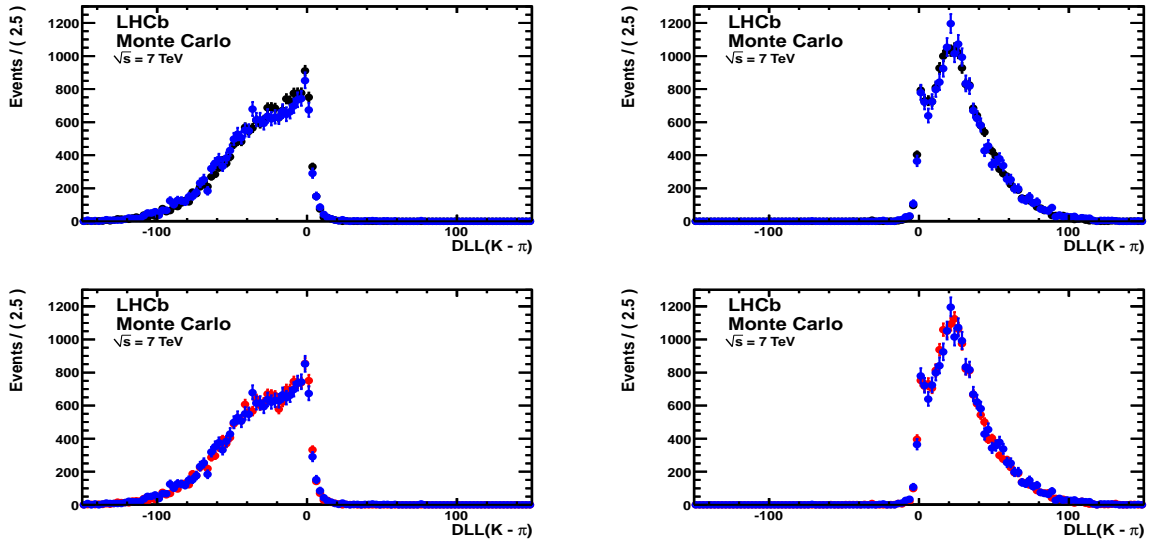 Events / ( 2.5 )
1200
1000
800
600
400
200
0
LHCb
Monte Carlo
√s = 7 TeV
-100
0
100
DLL(K - π)
Events / ( 2.5 )
1200
1000
800
600
400
200
0
LHCb
Monte Carlo
√s = 7 TeV
-100
0
100
DLL(K - π)
Events / ( 2.5 )
1200
1000
800
600
400
200
0
LHCb
Monte Carlo
√s = 7 TeV
-100
0
100
DLL(K - π)
Events / ( 2.5 )
1200
1000
800
600
400
200
0
LHCb
Monte Carlo
√s = 7 TeV
-100
0
100
DLL(K - π)